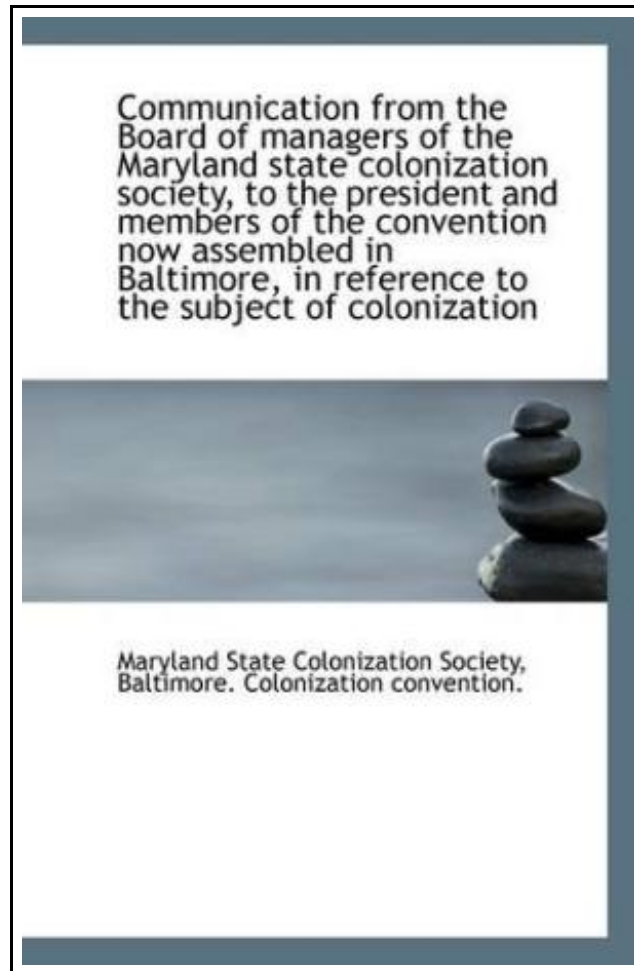 Communication from the
Board of managers of the
Maryland state colonization
society, to the president and
members of the convention
now assembled in
Baltimore, in reference to
the subject of colonization
Maryland State Colonization Society,
Baltimore. Colonization convention.